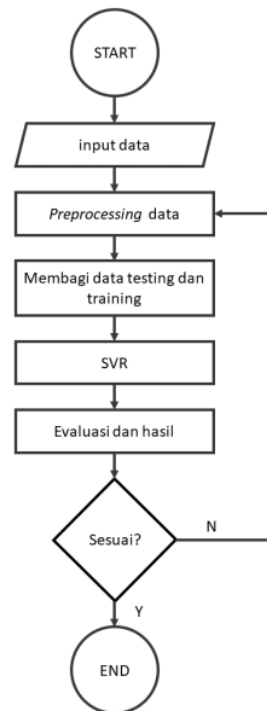 START
input data
Preprocessing data
Membagi data testing dan
training
SVR
Evaluasi dan hasil
Sesuai?
N
Y
END